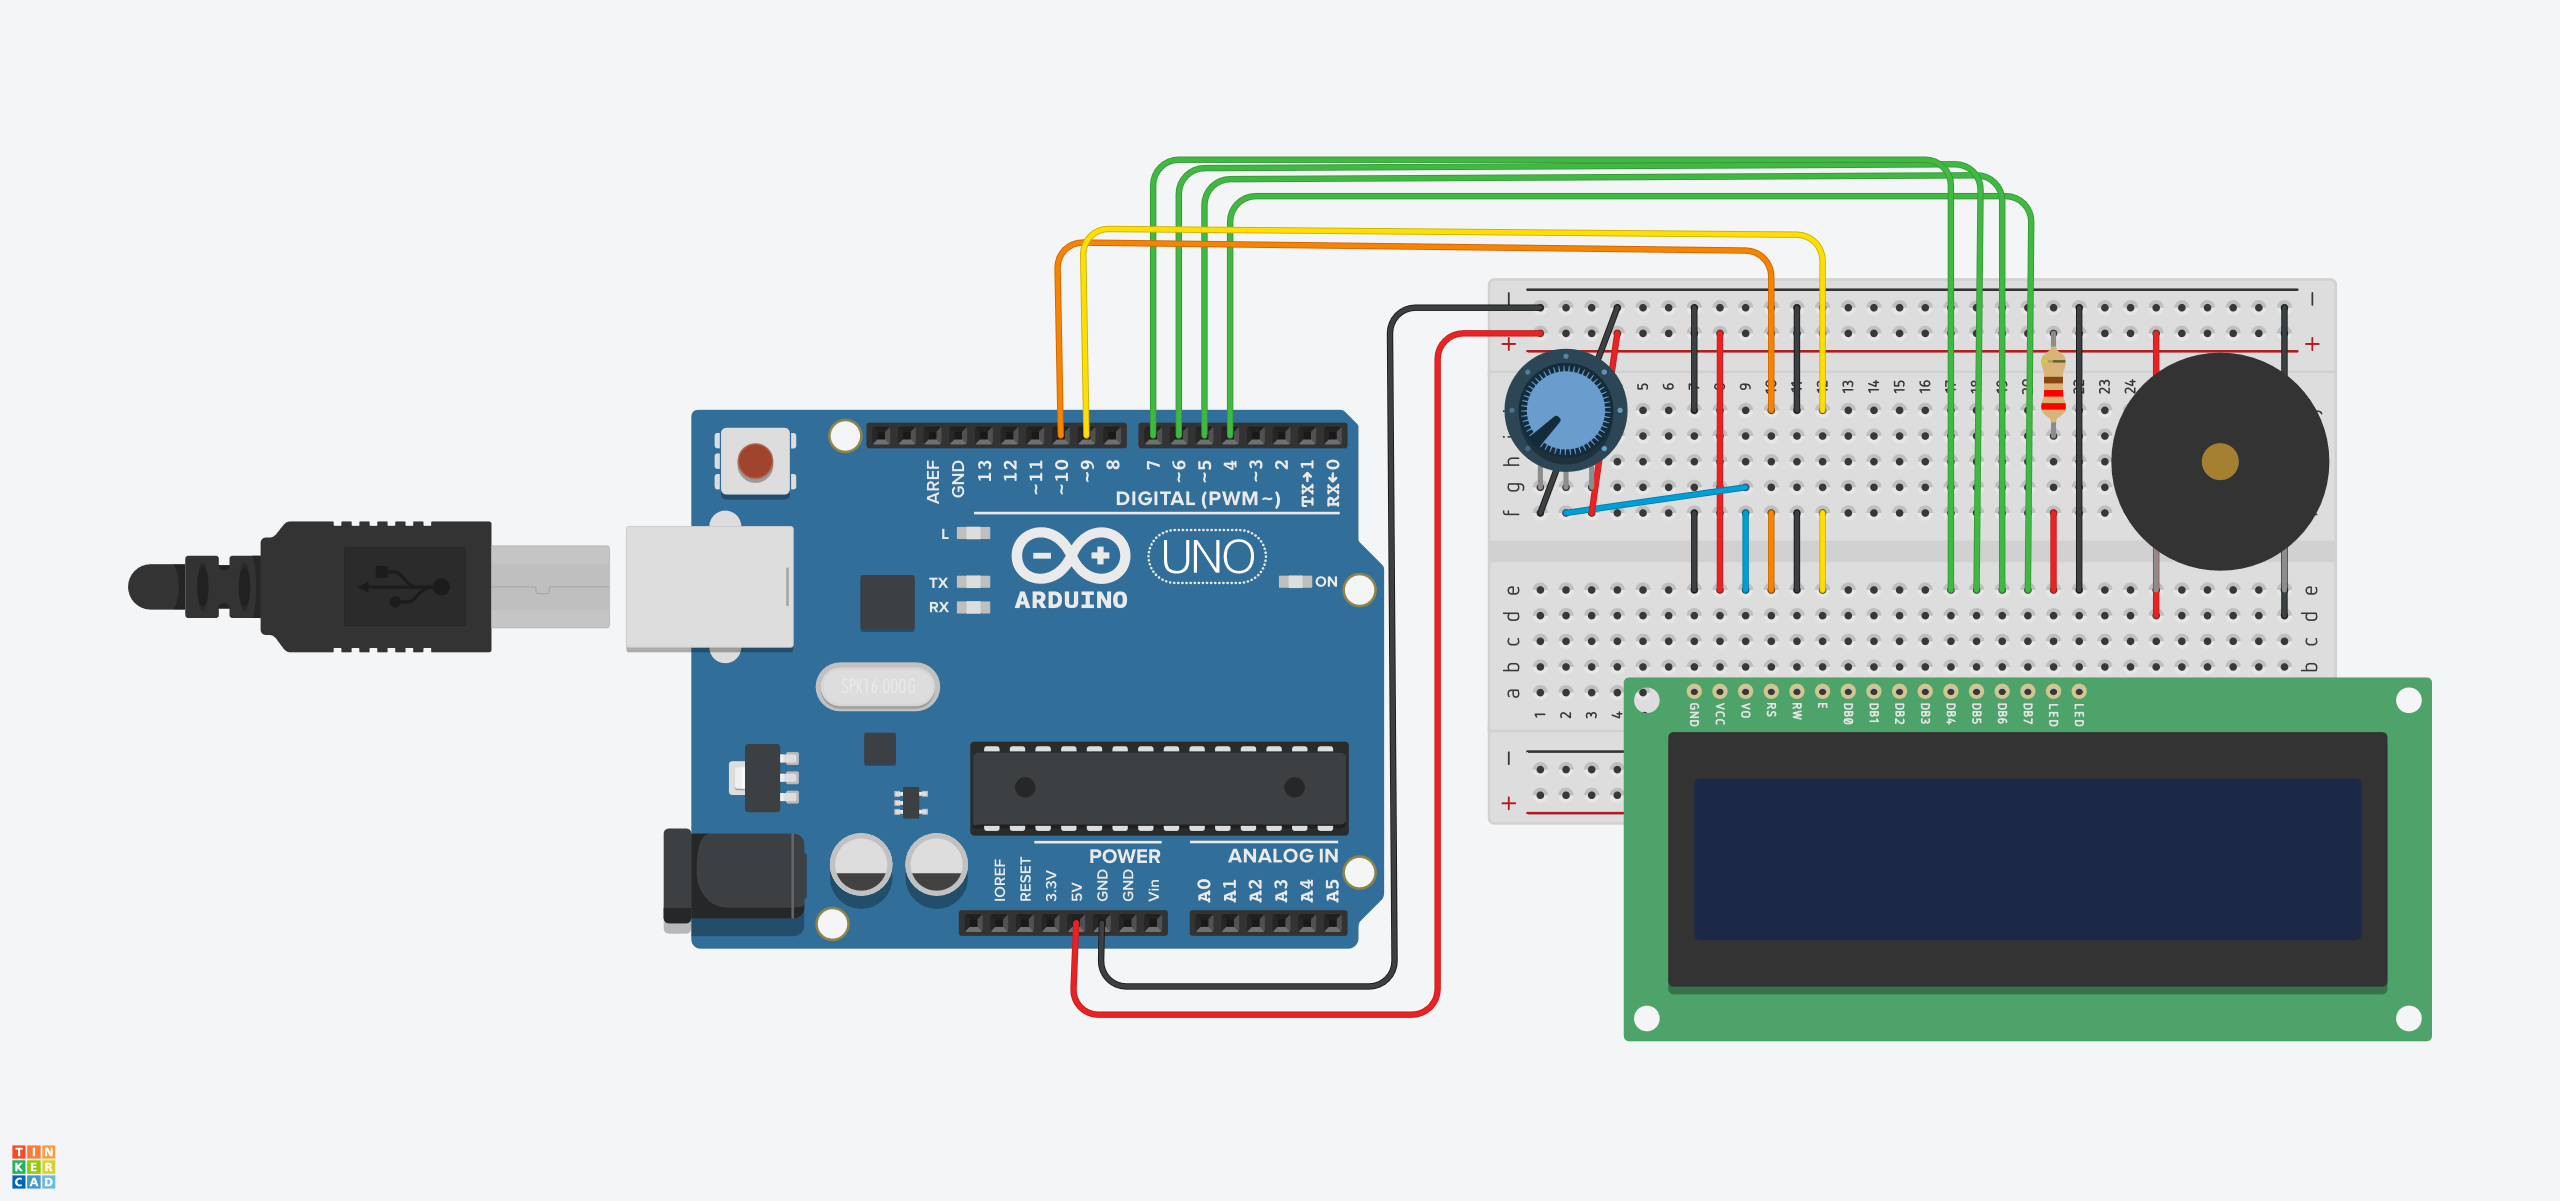 AREF
GND
13
12
~11
~10
~9
8
7
~6
~5
4
~3
2
TX→1
RX←0
DIGITAL (PWM~)
L
TX
RX
ARDUINO
UNO
ON
SPK16.000G
POWER
ANALOG IN
IOREF
RESET
3.3V
5V
GND
GND
Vin
A0
A1
A2
A3
A4
A5
− −
+ +
5 6 7 8 9 10 11 12 13 14 15 16 17 18 19 20 22 23 24
i
h
g
f
e e
d d
c c
b b
a
1 2 3 4
−
+
GND VCC VO RS RW E DB0 DB1 DB2 DB3 DB4 DB5 DB6 DB7 LED LED
TIN
KER
CAD